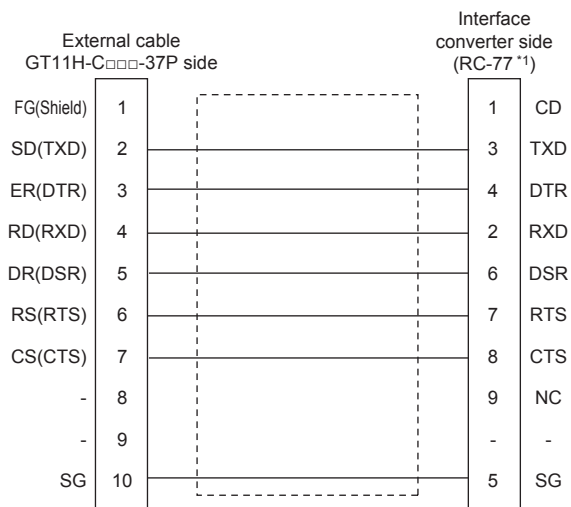 External cable
GT11H-C□□□-37P side
Interface
converter side
(RC-77 *1)
FG(Shield) 1 1 CD
SD(TXD) 2 3 TXD
ER(DTR) 3 4 DTR
RD(RXD) 4 2 RXD
DR(DSR) 5 6 DSR
RS(RTS) 6 7 RTS
CS(CTS) 7 8 CTS
- 8 9 NC
- 9 - -
SG 10 5 SG